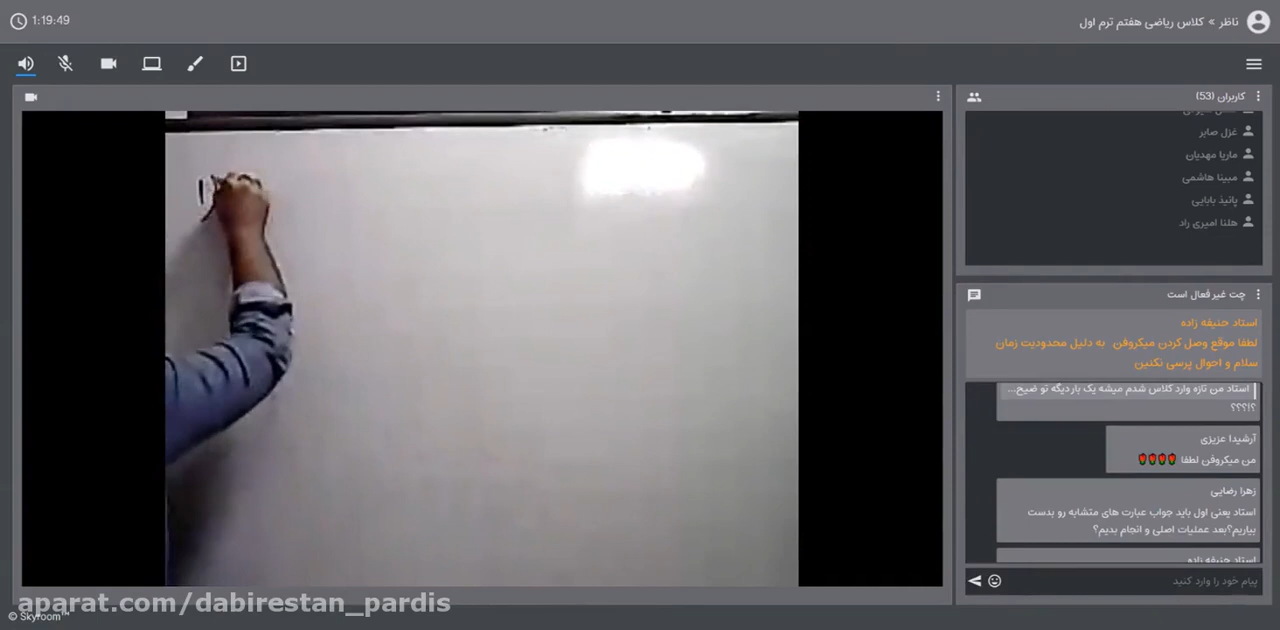 1:19:49
ناظر » کلاس ریاضی هفتم ترم اول
کاربران (53)
غزل صابر
ماریا مهدیان
مبینا هاشمی
پانیذ بابایی
هلنا امیری راد
چت غیر فعال است
استاد حنیفه زاده
لطفا موقع وصل کردن میکروفن به دلیل محدودیت زمان
سلام و احوال پرسی نکنین
استاد من تازه وارد کلاس شدم میشه یک بار دیگه تو ضیح...
؟!؟؟؟
آرشیدا عزیزی
من میکروفن لطفا 🌷🌷🌷🌷
زهرا رضایی
استاد یعنی اول باید جواب عبارت های متشابه رو بدست
بیاریم؟بعد عملیات اصلی و انجام بدیم؟
استاد حنیفه زاده
پیام خود را وارد کنید
aparat.com/dabirestan_pardis
© Skyroom™